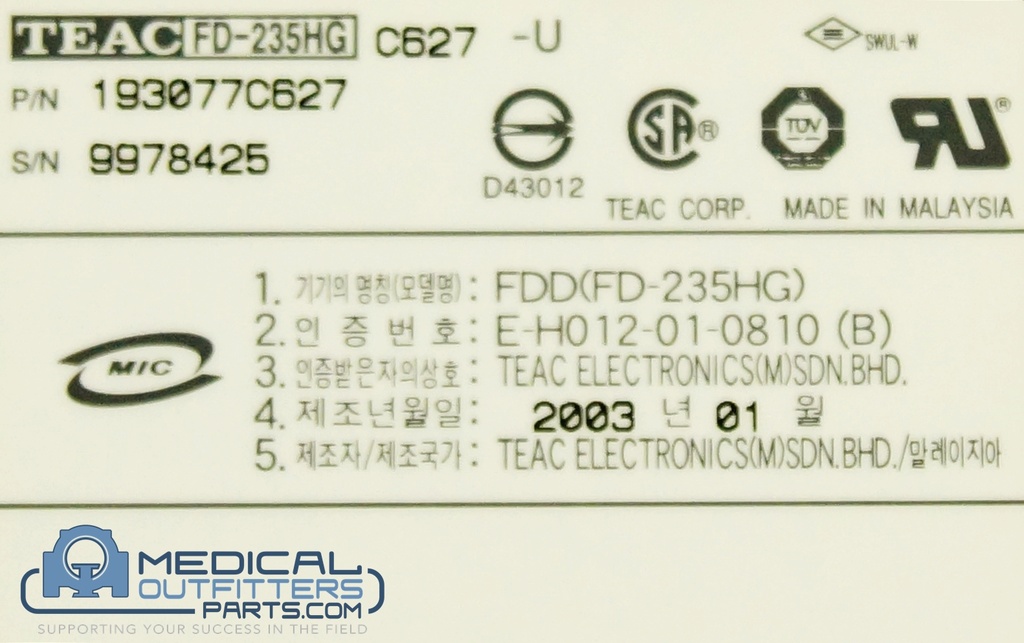 TEAC FD-235HG C627 -U
SWUL-W
P/N 193077C627
S/N 9978425
D43012
SA ®
TÜV
RU ®
TEAC CORP. MADE IN MALAYSIA
1. 기기의 명칭(모델명) : FDD(FD-235HG)
2. 인 증 번 호 : E-H012-01-0810 (B)
3. 인증받은자의상호 : TEAC ELECTRONICS(M)SDN.BHD.
4. 제조년월일 : 2003 년 01 월
5. 제조자/제조국가 : TEAC ELECTRONICS(M)SDN.BHD./말레이지아
MIC
MEDICAL
OUTFITTERS
PARTS.COM
SUPPORTING YOUR SUCCESS IN THE FIELD